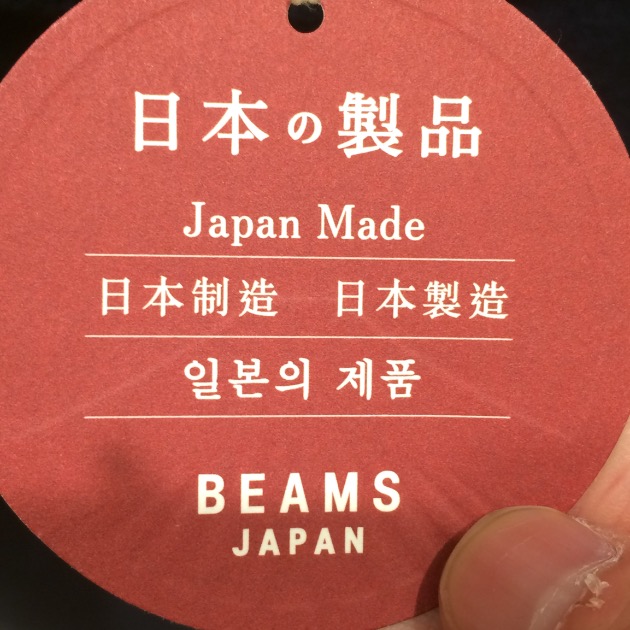 日本の製品
Japan Made
日本制造　日本製造
일본의 제품
BEAMS
JAPAN